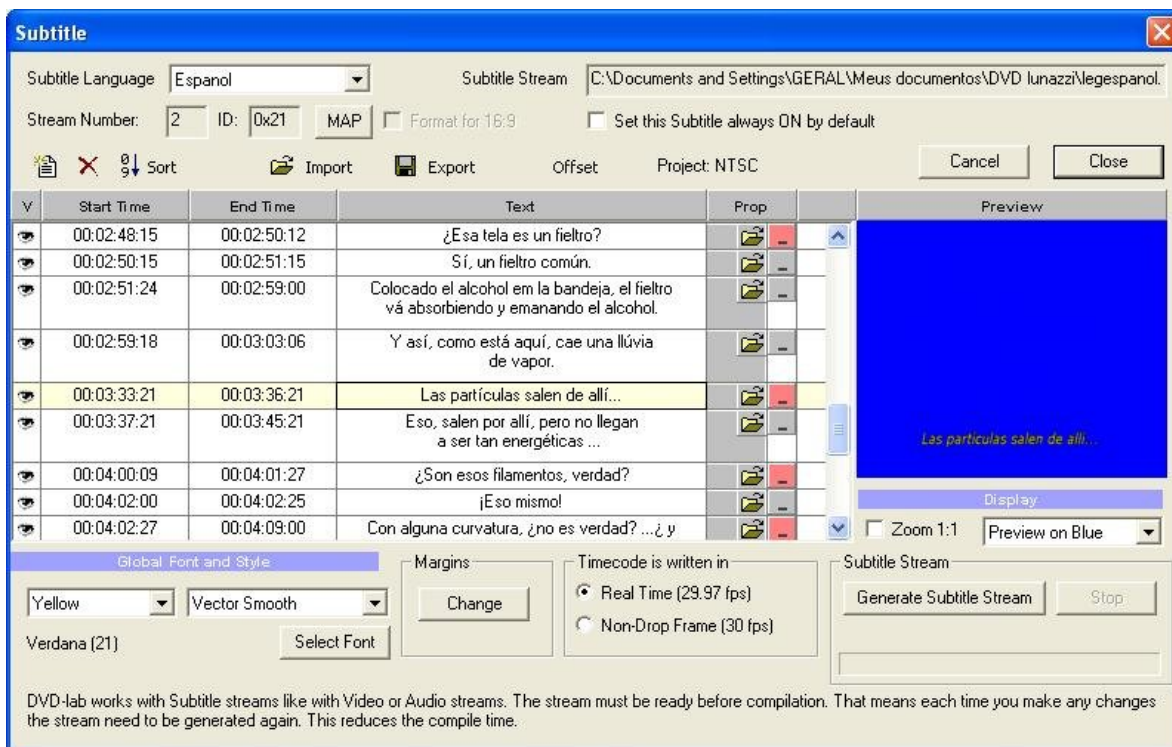 Subtitle
Subtitle Language Espanol Subtitle Stream C:\Documents and Settings\GERAL\Meus documentos\DVD lunazzi\legespanol.
Stream Number: 2 ID: 0x21 MAP Format for 16:9 Set this Subtitle always ON by default
Sort Import Export Offset Project: NTSC Cancel Close
V Start Time End Time Text Prop Preview
00:02:48:15 00:02:50:12 ¿Esa tela es un fieltro?
00:02:50:15 00:02:51:15 Sí, un fieltro común.
00:02:51:24 00:02:59:00 Colocado el alcohol em la bandeja, el fieltro
vá absorbiendo y emanando el alcohol.
00:02:59:18 00:03:03:06 Y así, como está aquí, cae una llúvia
de vapor.
00:03:33:21 00:03:36:21 Las partículas salen de allí...
00:03:37:21 00:03:45:21 Eso, salen por allí, pero no llegan
a ser tan energéticas ...
Las partículas salen de allí...
00:04:00:09 00:04:01:27 ¿Son esos filamentos, verdad?
00:04:02:00 00:04:02:25 ¡Eso mismo!
Display
00:04:02:27 00:04:09:00 Con alguna curvatura, ¿no es verdad? ...¿ y
Zoom 1:1 Preview on Blue
Global Font and Style Margins Timecode is written in Subtitle Stream
Yellow Vector Smooth Change Real Time (29.97 fps) Generate Subtitle Stream Stop
Non-Drop Frame (30 fps)
Verdana (21) Select Font
DVD-lab works with Subtitle streams like with Video or Audio streams. The stream must be ready before compilation. That means each time you make any changes
the stream need to be generated again. This reduces the compile time.